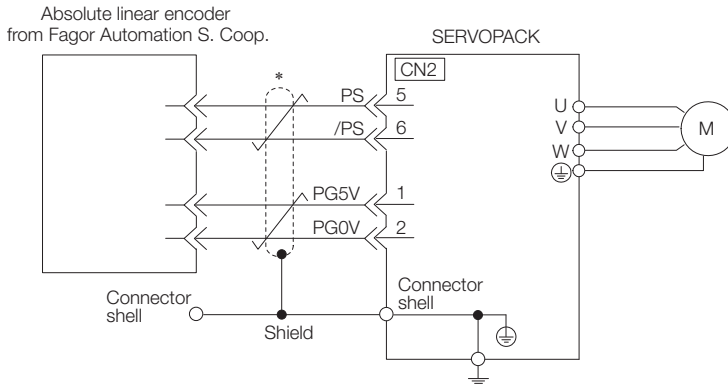 Absolute linear encoder
from Fagor Automation S. Coop.
SERVOPACK
CN2
*
PS 5
/PS 6
PG5V 1
PG0V 2
U
V
W
M
Connector
shell
Shield
Connector
shell